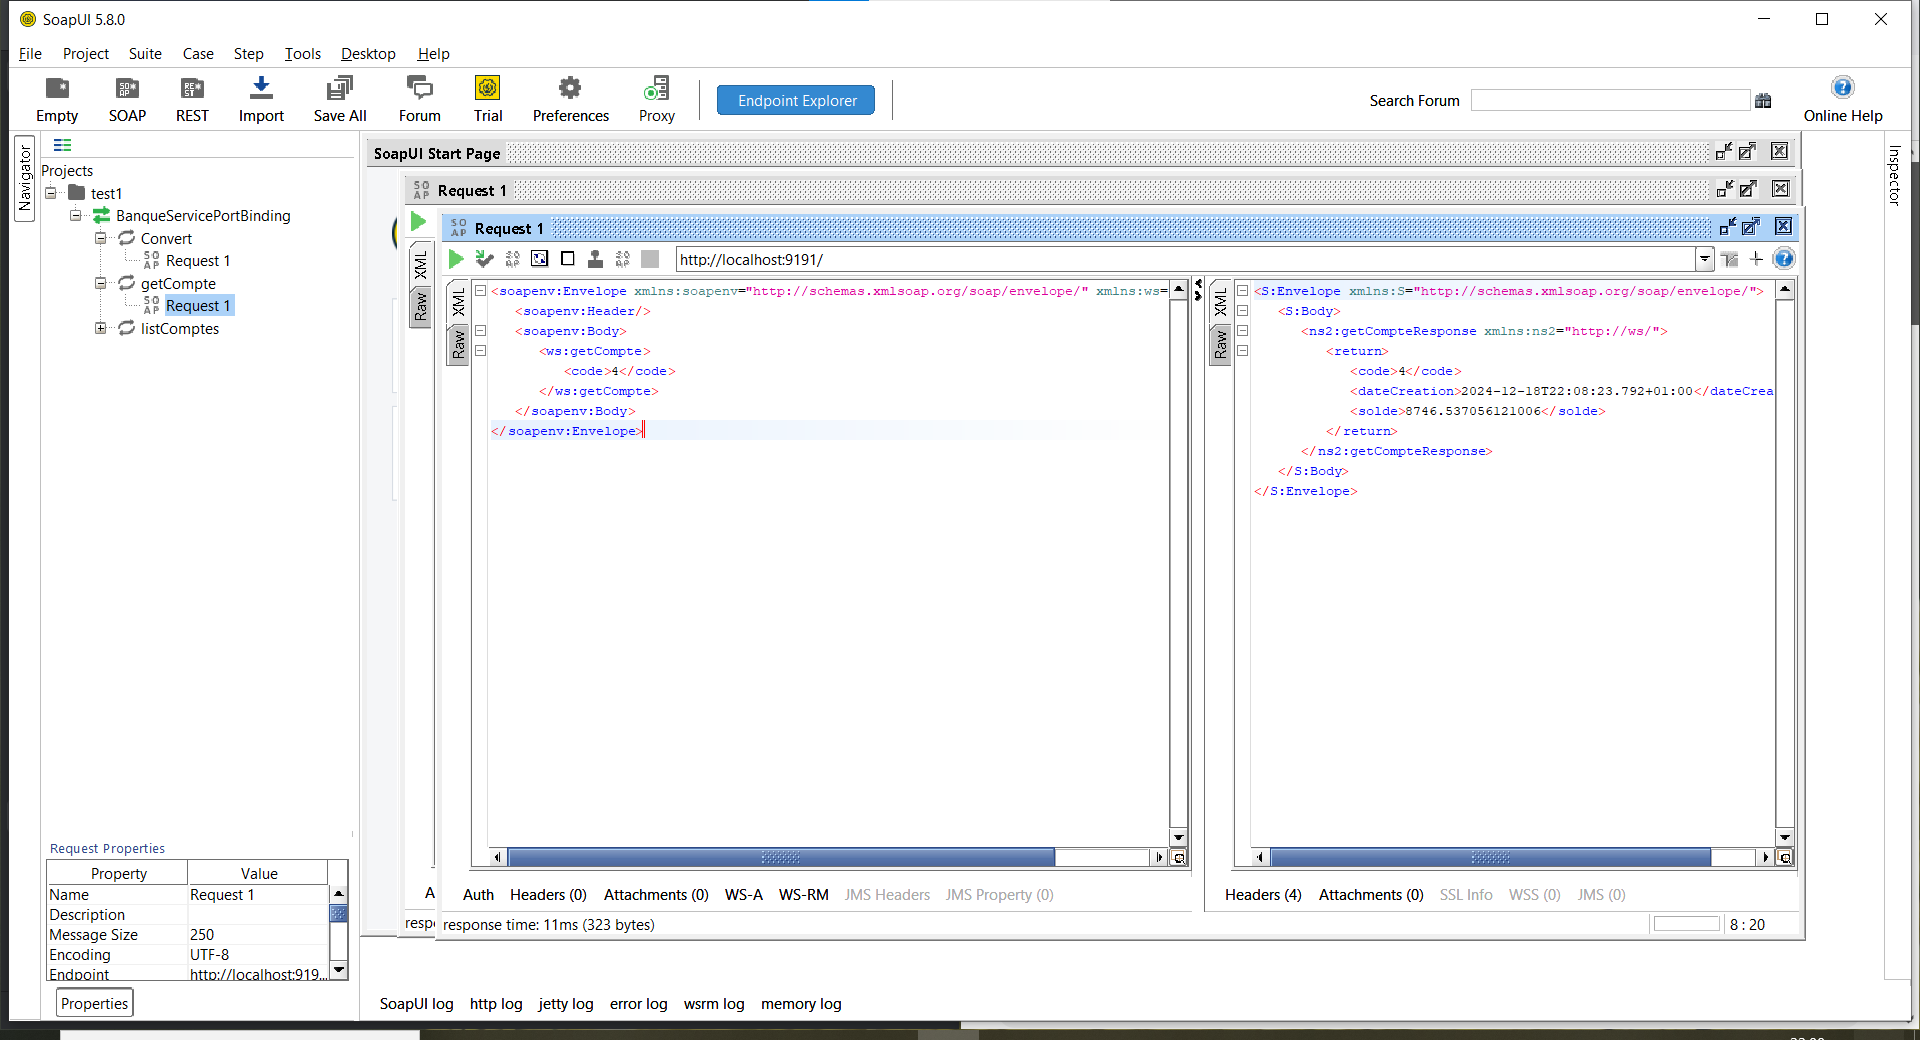 SoapUI 5.8.0
File Project Suite Case Step Tools Desktop Help
Empty SOAP REST Import Save All Forum Trial Preferences Proxy Endpoint Explorer Search Forum Online Help
Navigator
Inspector
Projects
test1
BanqueServicePortBinding
Convert
Request 1
getCompte
Request 1
listComptes
SoapUI Start Page
Request 1
Request 1
http://localhost:9191/
XML
Raw
XML
Raw
<soapenv:Envelope xmlns:soapenv="http://schemas.xmlsoap.org/soap/envelope/" xmlns:ws=
<soapenv:Header/>
<soapenv:Body>
<ws:getCompte>
<code>4</code>
</ws:getCompte>
</soapenv:Body>
</soapenv:Envelope>
XML
Raw
<S:Envelope xmlns:S="http://schemas.xmlsoap.org/soap/envelope/">
<S:Body>
<ns2:getCompteResponse xmlns:ns2="http://ws/">
<return>
<code>4</code>
<dateCreation>2024-12-18T22:08:23.792+01:00</dateCrea
<solde>8746.537056121006</solde>
</return>
</ns2:getCompteResponse>
</S:Body>
</S:Envelope>
A
Auth Headers (0) Attachments (0) WS-A WS-RM JMS Headers JMS Property (0)
Headers (4) Attachments (0) SSL Info WSS (0) JMS (0)
respo
response time: 11ms (323 bytes)
8 : 20
Request Properties
Property Value
Name Request 1
Description
Message Size 250
Encoding UTF-8
Endpoint http://localhost:919...
Properties
SoapUI log http log jetty log error log wsrm log memory log